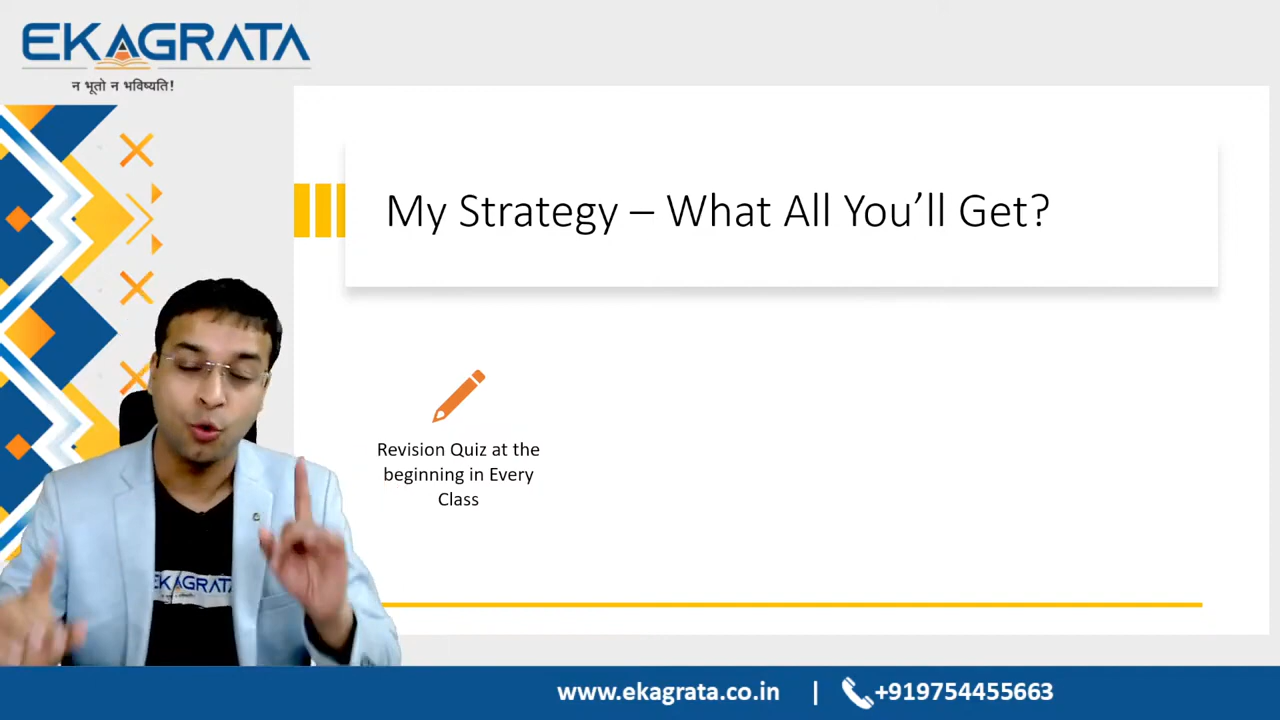 EKAGRATA
न भूतो न भविष्यति!
My Strategy – What All You’ll Get?
Revision Quiz at the
beginning in Every
Class
EKAGRATA
www.ekagrata.co.in | +919754455663